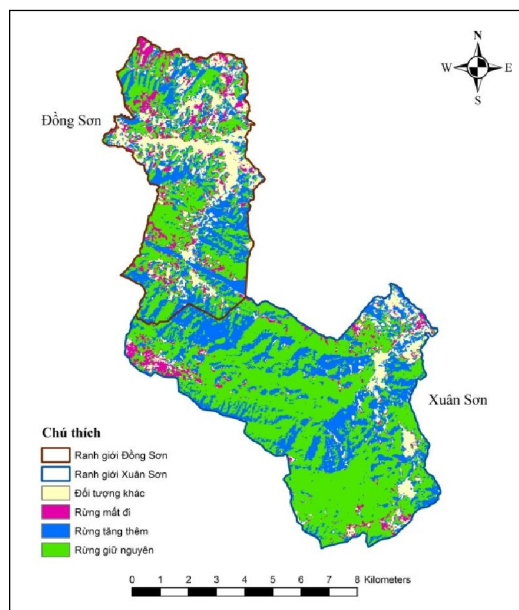 N
W E
S
Đồng Sơn
Xuân Sơn
Chú thích
Ranh giới Đồng Sơn
Ranh giới Xuân Sơn
Đối tượng khác
Rừng mất đi
Rừng tăng thêm
Rừng giữ nguyên
0 1 2 3 4 5 6 7 8 Kilometers